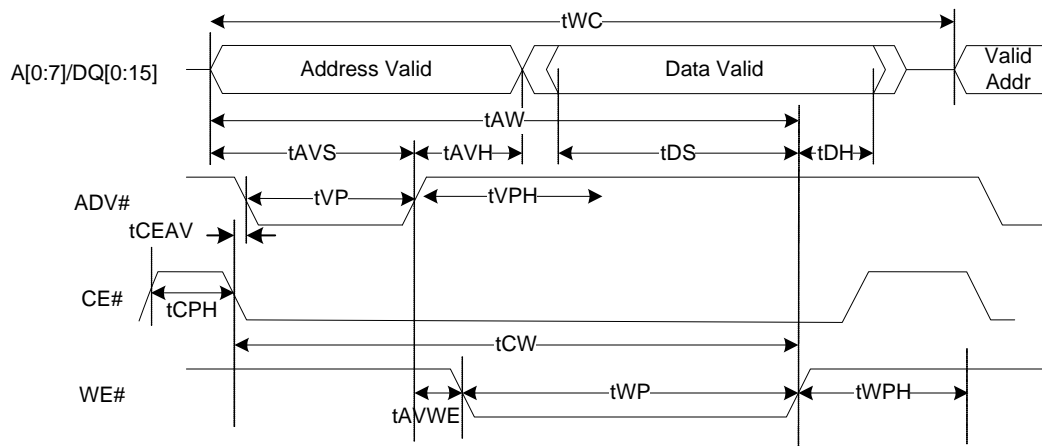 tWC
A[0:7]/DQ[0:15] Address Valid Data Valid Valid
Addr
tAW
tAVS tAVH tDS tDH
ADV# tVP tVPH
tCEAV
CE# tCPH
tCW
WE# tWP tWPH
tAVWE